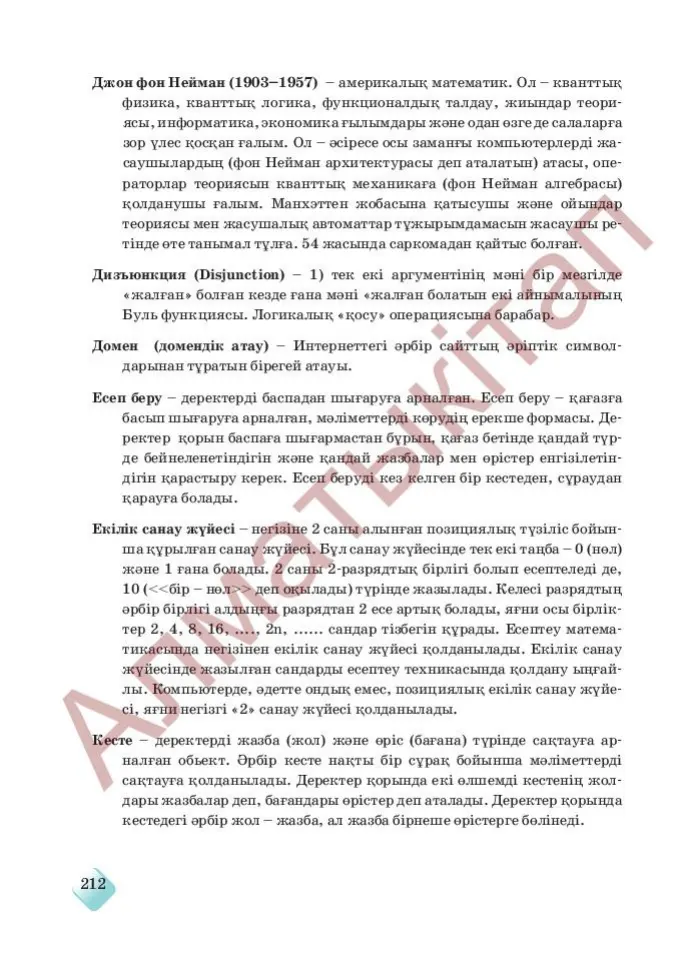 Джон фон Нейман (1903–1957) – америкалық математик. Ол – кванттық
физика, кванттық логика, функционалдық талдау, жиындар теори-
ясы, информатика, экономика ғылымдары және одан өзге де салаларға
зор үлес қосқан ғалым. Ол – әсіресе осы заманғы компьютерлерді жа-
саушылардың (фон Нейман архитектурасы деп аталатын) атасы, опе-
раторлар теориясын кванттық механикаға (фон Нейман алгебрасы)
қолданушы ғалым. Манхэттен жобасына қатысушы және ойындар
теориясы мен жасушалық автоматтар тұжырымдамасын жасаушы ре-
тінде өте танымал тұлға. 54 жасында саркомадан қайтыс болған.
Дизъюнкция (Disjunction) – 1) тек екі аргументінің мәні бір мезгілде
«жалған» болған кезде ғана мәні «жалған болатын екі айнымалының
Буль функциясы. Логикалық «қосу» операциясына барабар.
Домен (домендік атау) – Интернеттегі әрбір сайттың әріптік символ-
дарынан тұратын бірегей атауы.
Есеп беру – деректерді баспадан шығаруға арналған. Есеп беру – қағазға
басып шығаруға арналған, мәліметтерді көрудің ерекше формасы. Де-
ректер қорын баспаға шығармастан бұрын, қағаз бетінде қандай түр-
де бейнеленетіндігін және қандай жазбалар мен өрістер енгізілетін-
дігін қарастыру керек. Есеп беруді кез келген бір кестеден, сұраудан
қарауға болады.
Екілік санау жүйесі – негізіне 2 саны алынған позициялық түзіліс бойын-
ша құрылған санау жүйесі. Бұл санау жүйесінде тек екі таңба – 0 (нөл)
және 1 ғана болады. 2 саны 2-разрядтық бірлігі болып есептеледі де,
10 (<<бір – нөл>> деп оқылады) түрінде жазылады. Келесі разрядтың
әрбір бірлігі алдыңғы разрядтан 2 есе артық болады, яғни осы бірлік-
тер 2, 4, 8, 16, ...., 2n, ...... сандар тізбегін құрады. Есептеу матема-
тикасында негізінен екілік санау жүйесі қолданылады. Екілік санау
жүйесінде жазылған сандарды есептеу техникасында қолдану ыңғай-
лы. Компьютерде, әдетте ондық емес, позициялық екілік санау жүйе-
сі, яғни негізгі «2» санау жүйесі қолданылады.
Кесте – деректерді жазба (жол) және өріс (бағана) түрінде сақтауға ар-
налған обьект. Әрбір кесте нақты бір сұрақ бойынша мәліметтерді
сақтауға қолданылады. Деректер қорында екі өлшемді кестенің жол-
дары жазбалар деп, бағандары өрістер деп аталады. Деректер қорында
кестедегі әрбір жол – жазба, ал жазба бірнеше өрістерге бөлінеді.
212
Алматыкітап